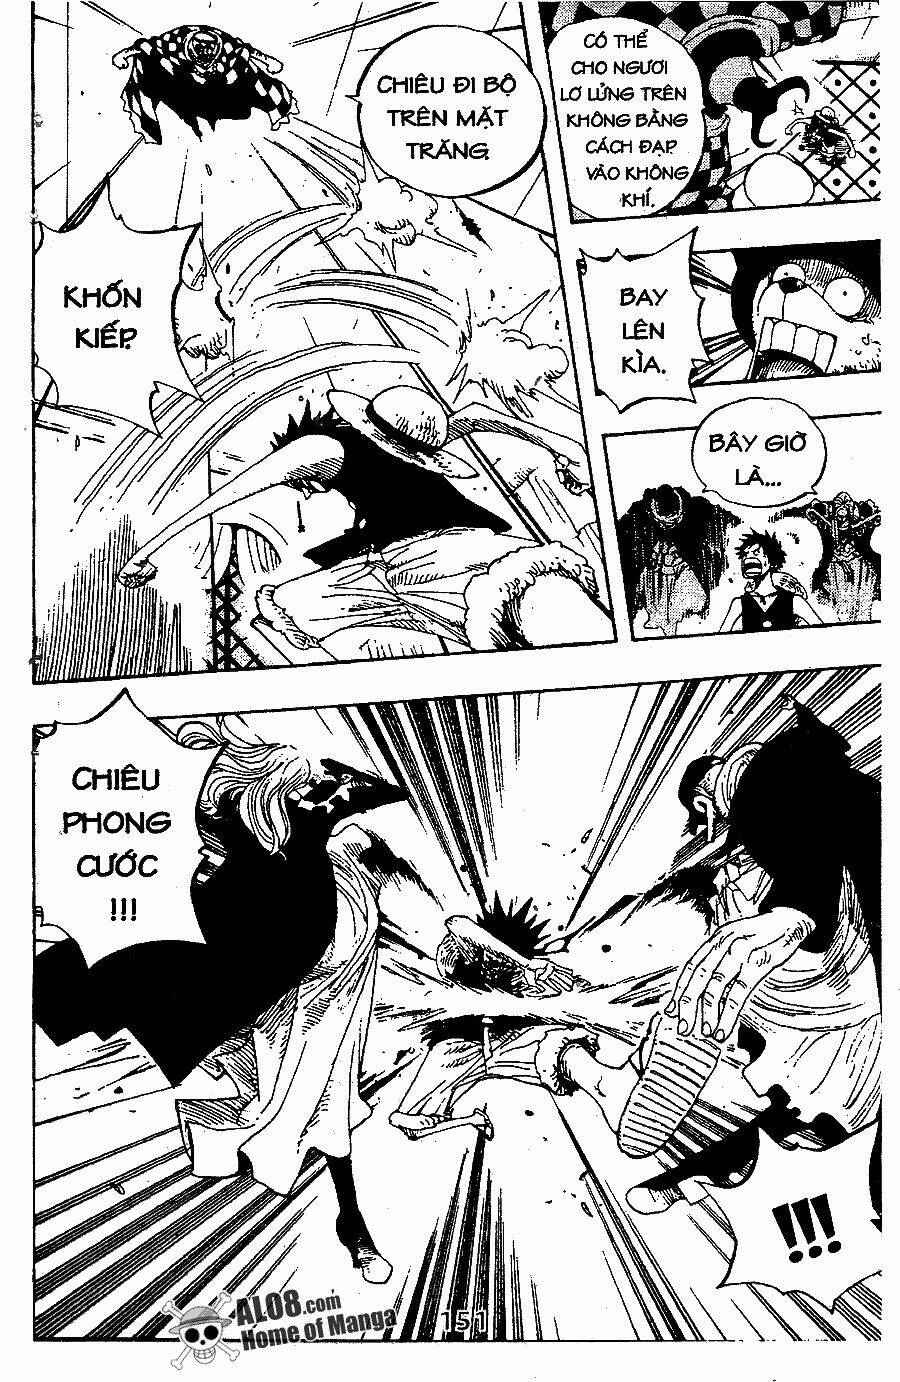 CÓ THỂ
CHO NGƯƠI
LƠ LỬNG TRÊN
KHÔNG BẰNG
CÁCH ĐẠP
VÀO KHÔNG
KHÍ.
CHIÊU ĐI BỘ
TRÊN MẶT
TRĂNG.
BAY
LÊN
KÌA.
KHỐN
KIẾP.
BÂY GIỜ
LÀ...
CHIÊU
PHONG
CƯỚC
!!!
!!!
AL08.com
Home of Manga
151